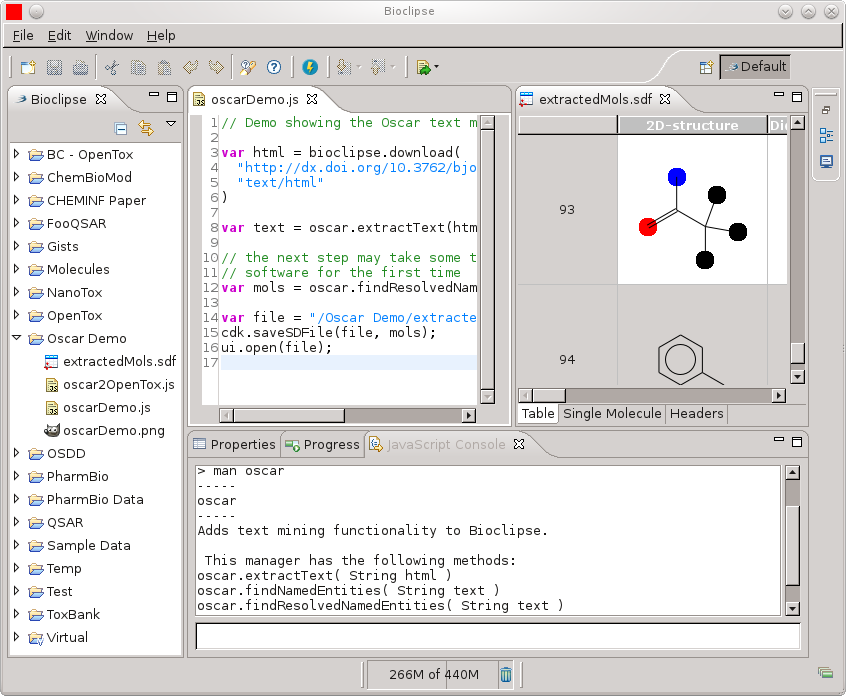 Bioclipse
File Edit Window Help
Default
Bioclipse
BC - OpenTox
ChemBioMod
CHEMINF Paper
FooQSAR
Gists
Molecules
NanoTox
OpenTox
Oscar Demo
extractedMols.sdf
oscar2OpenTox.js
oscarDemo.js
oscarDemo.png
OSDD
PharmBio
PharmBio Data
QSAR
Sample Data
Temp
Test
ToxBank
Virtual
oscarDemo.js
1 // Demo showing the Oscar text m
2
3 var html = bioclipse.download(
4 "http://dx.doi.org/10.3762/bjo
5 "text/html"
6 )
7
8 var text = oscar.extractText(htm
9
10 // the next step may take some t
11 // software for the first time
12 var mols = oscar.findResolvedNam
13
14 var file = "/Oscar Demo/extracte
15 cdk.saveSDFile(file, mols);
16 ui.open(file);
17
extractedMols.sdf
2D-structure Di
93
94
Table Single Molecule Headers
Properties Progress JavaScript Console
> man oscar
-----
oscar
-----
Adds text mining functionality to Bioclipse.
This manager has the following methods:
oscar.extractText( String html )
oscar.findNamedEntities( String text )
oscar.findResolvedNamedEntities( String text )
266M of 440M